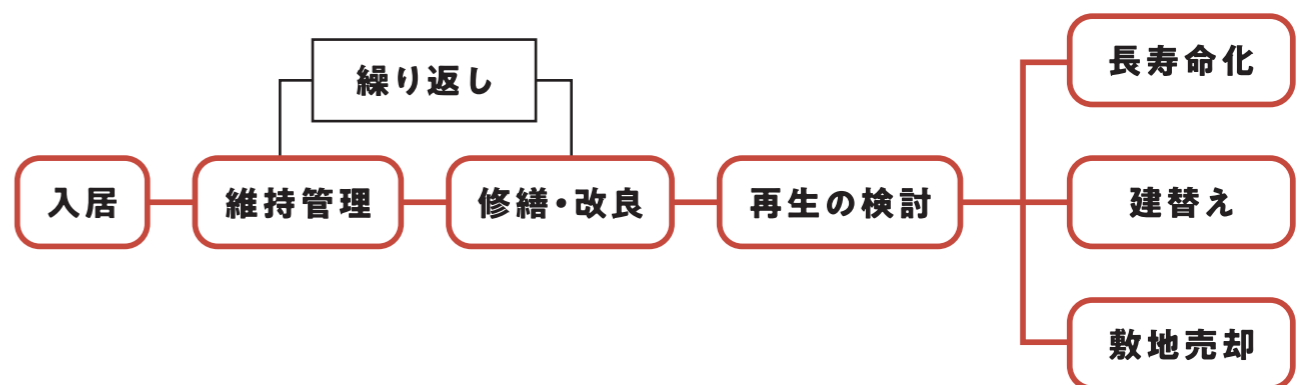 繰り返し
入居
維持管理
修繕・改良
再生の検討
長寿命化
建替え
敷地売却